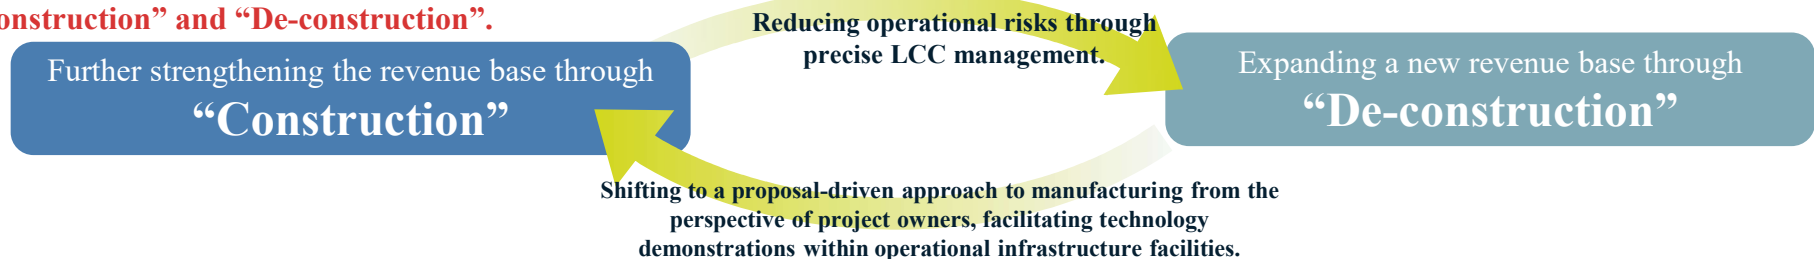 onstruction” and “De-construction”.
Reducing operational risks through
precise LCC management.
Further strengthening the revenue base through
“Construction”
Expanding a new revenue base through
“De-construction”
Shifting to a proposal-driven approach to manufacturing from the
perspective of project owners, facilitating technology
demonstrations within operational infrastructure facilities.